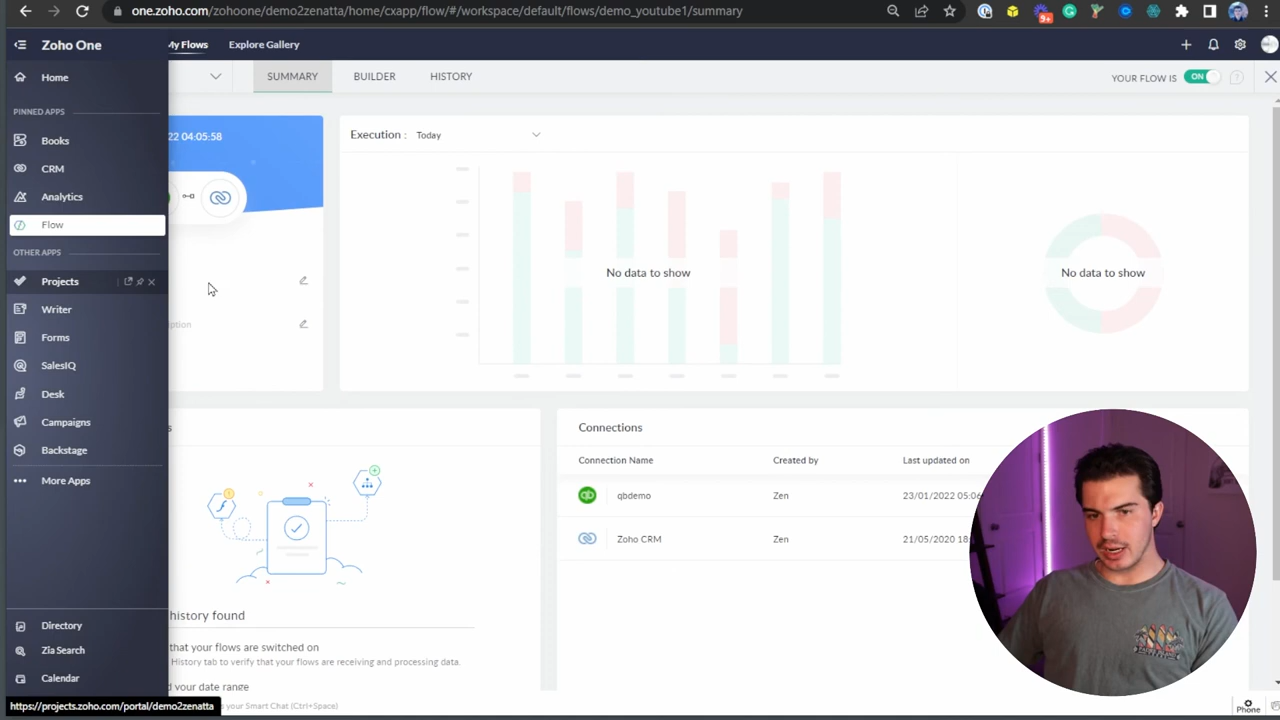 one.zoho.com/zohoone/demo2zenatta/home/cxapp/flow/#/workspace/default/flows/demo_youtube1/summary
9+
Zoho One
My Flows
Explore Gallery
Home
SUMMARY
BUILDER
HISTORY
YOUR FLOW IS
ON
PINNED APPS
Books
CRM
Analytics
Flow
OTHER APPS
Projects
Writer
Forms
SalesIQ
Desk
Campaigns
Backstage
More Apps
Directory
Zia Search
Calendar
22 04:05:58
Execution :
Today
No data to show
No data to show
ption
s
history found
that your flows are switched on
History tab to verify that your flows are receiving and processing data.
d your date range
Connections
Connection Name
Created by
Last updated on
qb
qbdemo
Zen
23/01/2022 05:06
Zoho CRM
Zen
21/05/2020 18
https://projects.zoho.com/portal/demo2zenatta
e your Smart Chat (Ctrl+Space)
Phone